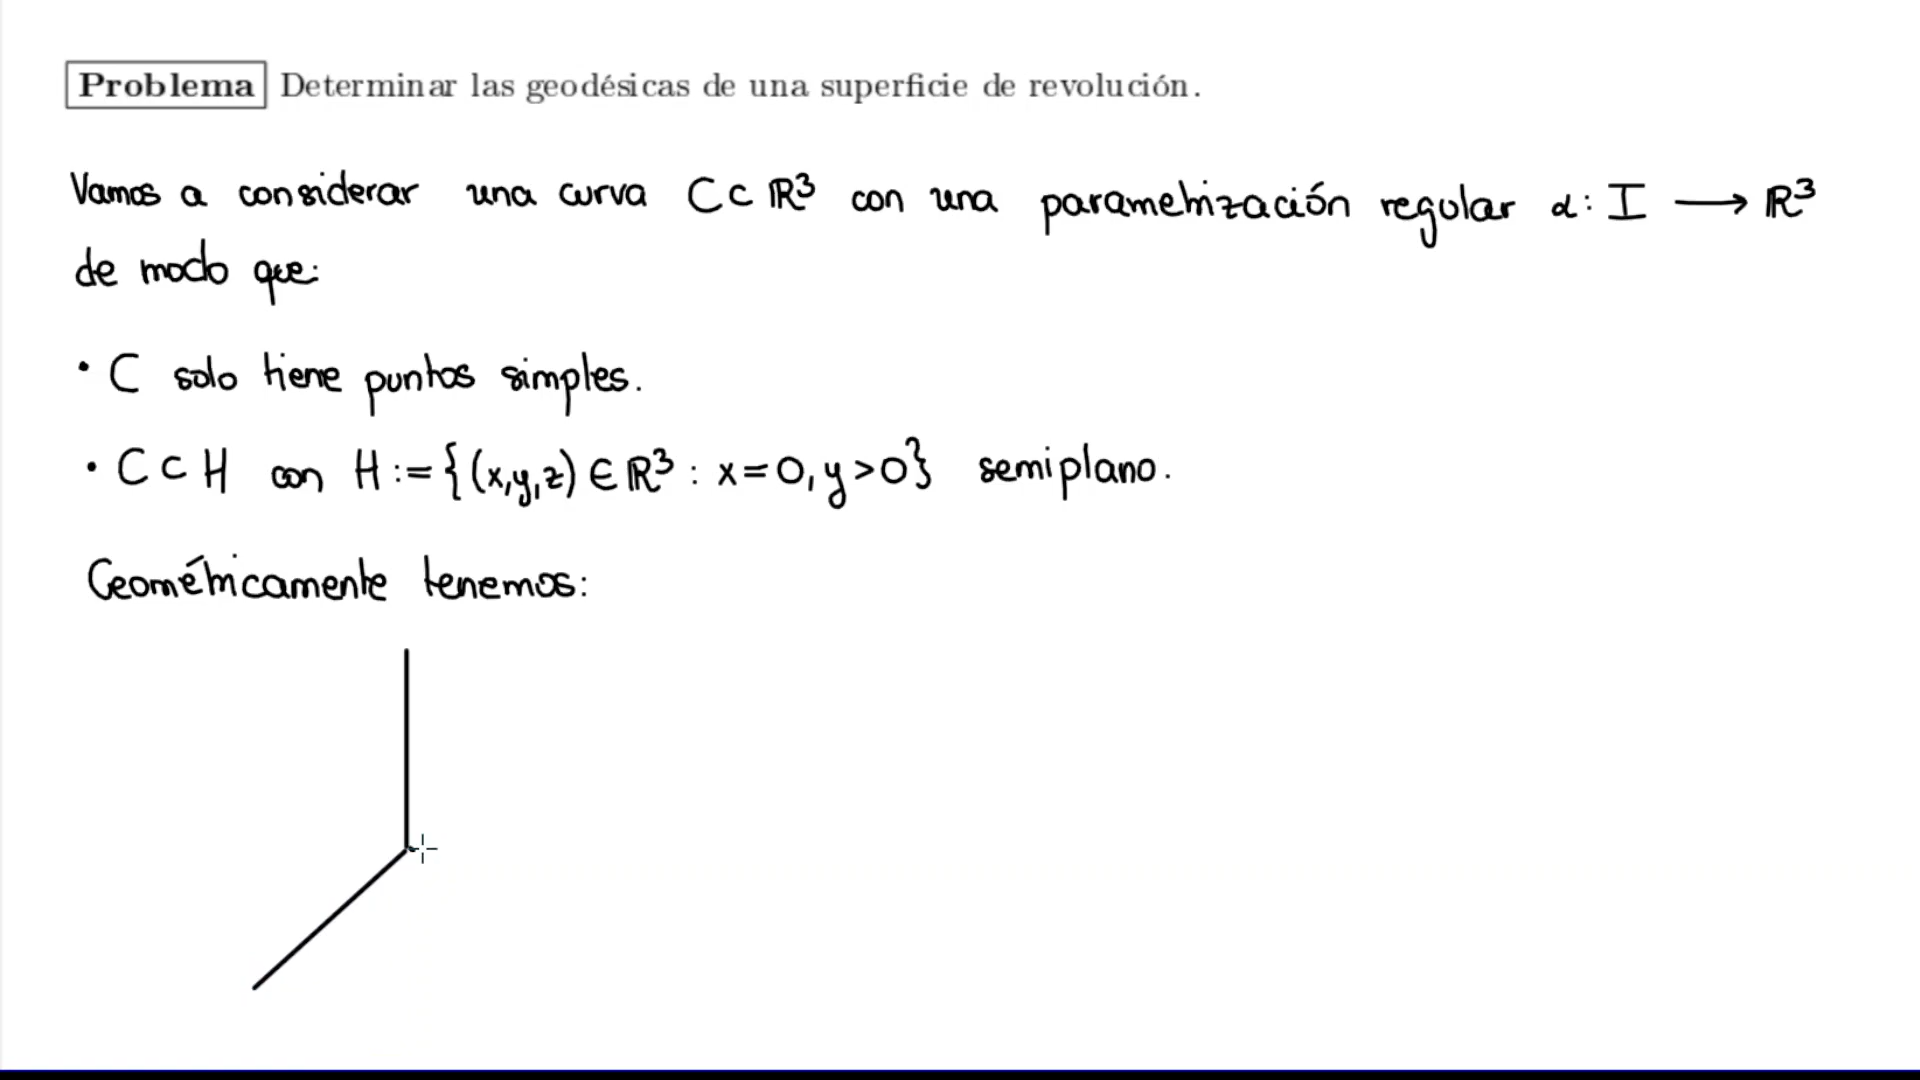 Problema Determinar las geodésicas de una superficie de revolución.
Vamos a considerar una curva C ⊂ ℝ³ con una parametrización regular α: I ⟶ ℝ³
de modo que:
• C solo tiene puntos simples.
• C ⊂ H con H := {(x,y,z) ∈ ℝ³ : x=0, y>0} semiplano.
Geométricamente tenemos: